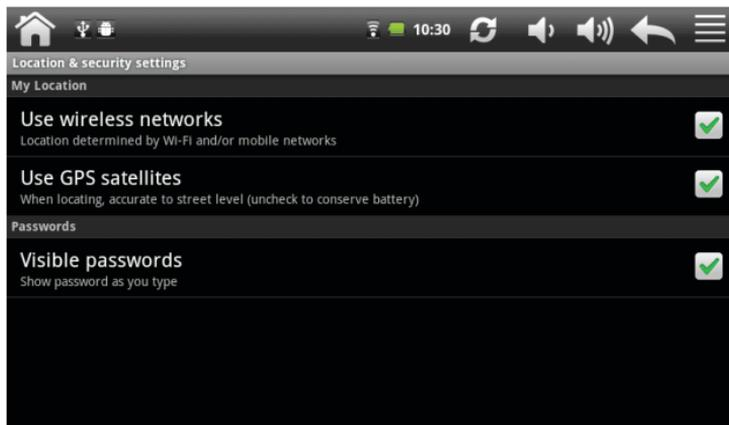 10:30
Location & security settings
My Location
Use wireless networks
Location determined by Wi-Fi and/or mobile networks
Use GPS satellites
When locating, accurate to street level (uncheck to conserve battery)
Passwords
Visible passwords
Show password as you type